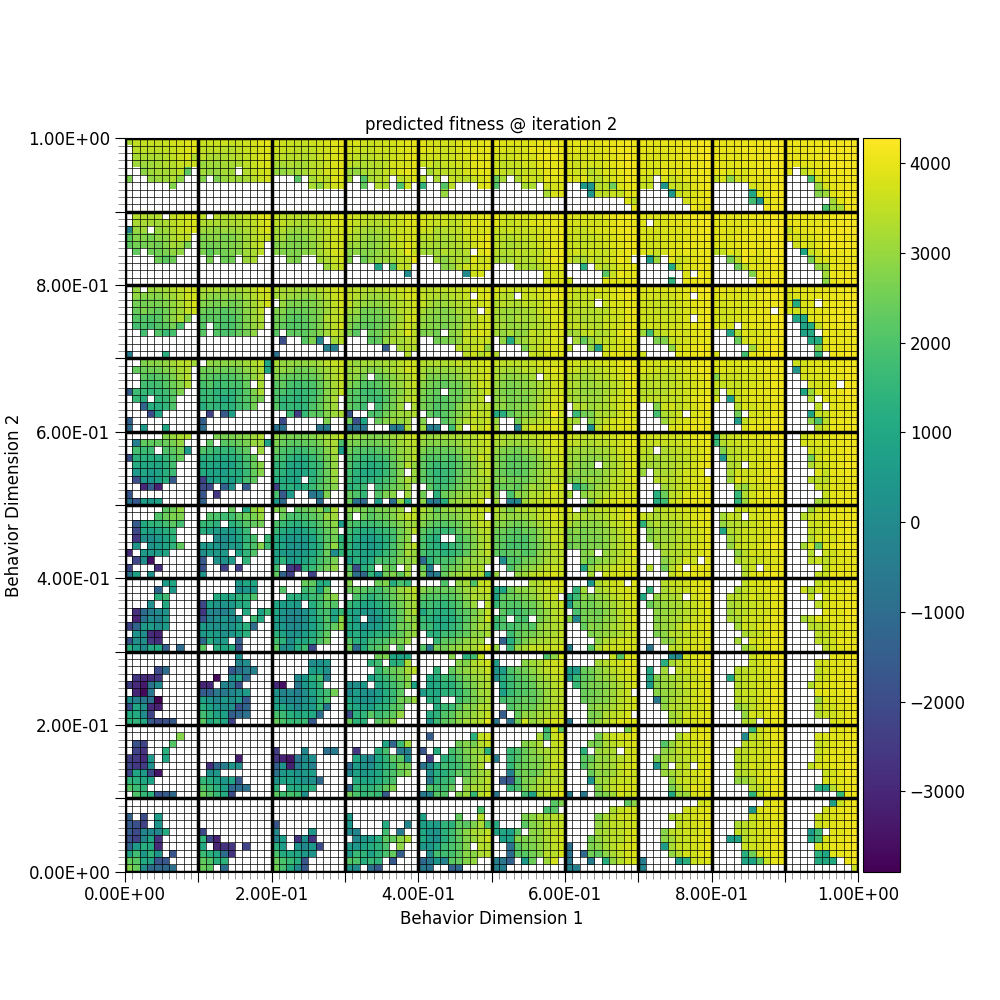 predicted fitness @ iteration 2
1.00E+00
8.00E-01
6.00E-01
4.00E-01
2.00E-01
0.00E+00
Behavior Dimension 2
0.00E+00 2.00E-01 4.00E-01 6.00E-01 8.00E-01 1.00E+00
Behavior Dimension 1
4000
3000
2000
1000
0
−1000
−2000
−3000